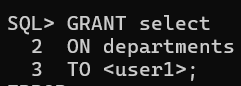 SQL> GRANT select
  2  ON departments
  3  TO <user1>;